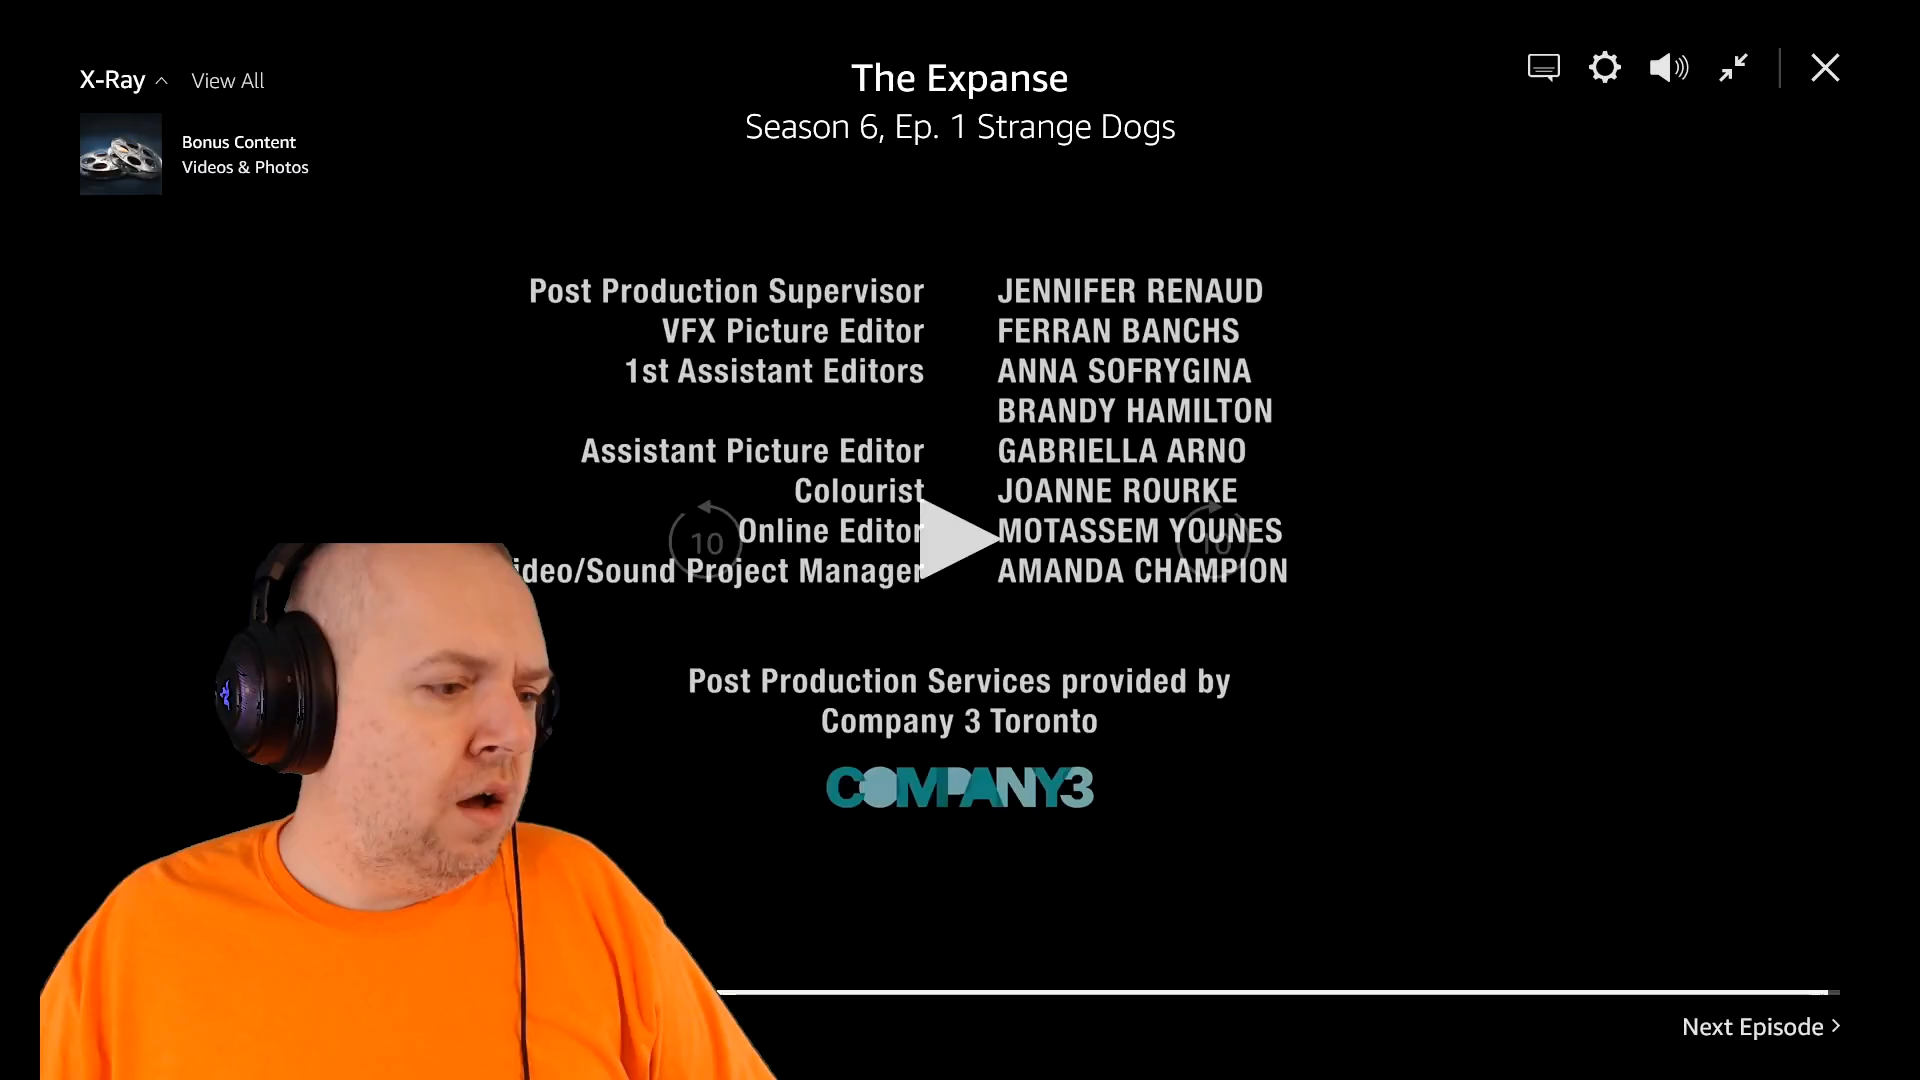 X-Ray View All
The Expanse
Season 6, Ep. 1 Strange Dogs
Bonus Content
Videos & Photos
Post Production Supervisor JENNIFER RENAUD
VFX Picture Editor FERRAN BANCHS
1st Assistant Editors ANNA SOFRYGINA
BRANDY HAMILTON
Assistant Picture Editor GABRIELLA ARNO
Colourist JOANNE ROURKE
Online Editor MOTASSEM YOUNES
10
10
ideo/Sound Project Manager AMANDA CHAMPION
Post Production Services provided by
Company 3 Toronto
COMPANY3
Next Episode